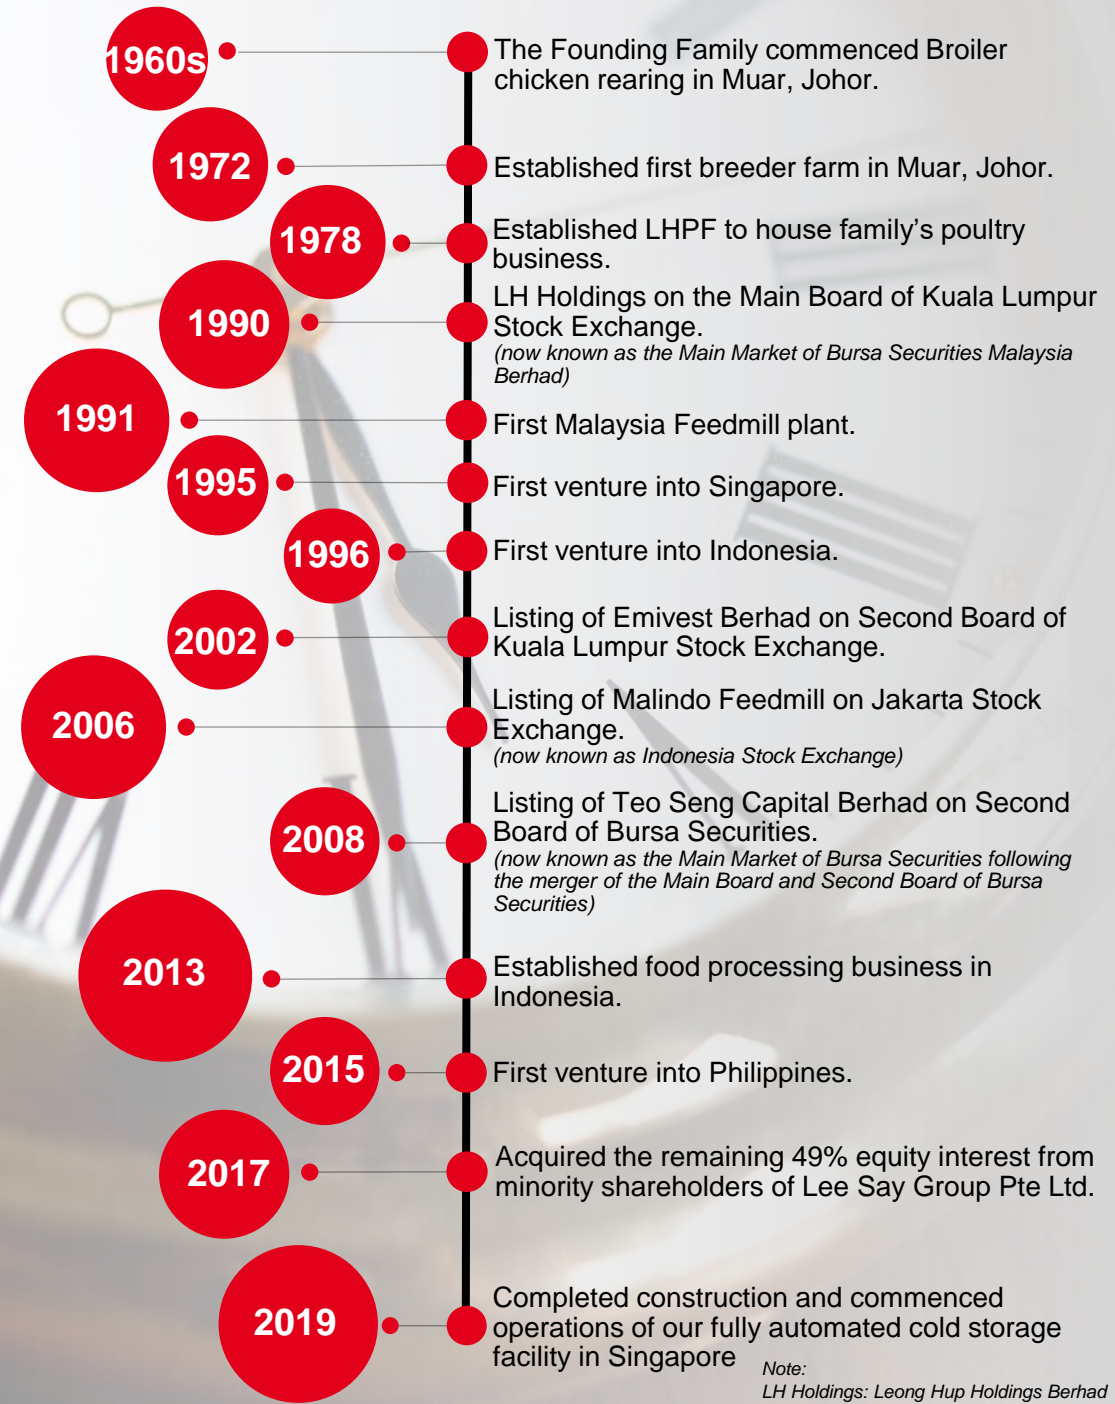 1960s
The Founding Family commenced Broiler
chicken rearing in Muar, Johor.
1972
Established first breeder farm in Muar, Johor.
1978
Established LHPF to house family’s poultry
business.
1990
LH Holdings on the Main Board of Kuala Lumpur
Stock Exchange.
(now known as the Main Market of Bursa Securities Malaysia
Berhad)
1991
First Malaysia Feedmill plant.
1995
First venture into Singapore.
1996
First venture into Indonesia.
2002
Listing of Emivest Berhad on Second Board of
Kuala Lumpur Stock Exchange.
2006
Listing of Malindo Feedmill on Jakarta Stock
Exchange.
(now known as Indonesia Stock Exchange)
2008
Listing of Teo Seng Capital Berhad on Second
Board of Bursa Securities.
(now known as the Main Market of Bursa Securities following
the merger of the Main Board and Second Board of Bursa
Securities)
2013
Established food processing business in
Indonesia.
2015
First venture into Philippines.
2017
Acquired the remaining 49% equity interest from
minority shareholders of Lee Say Group Pte Ltd.
2019
Completed construction and commenced
operations of our fully automated cold storage
facility in Singapore
Note:
LH Holdings: Leong Hup Holdings Berhad